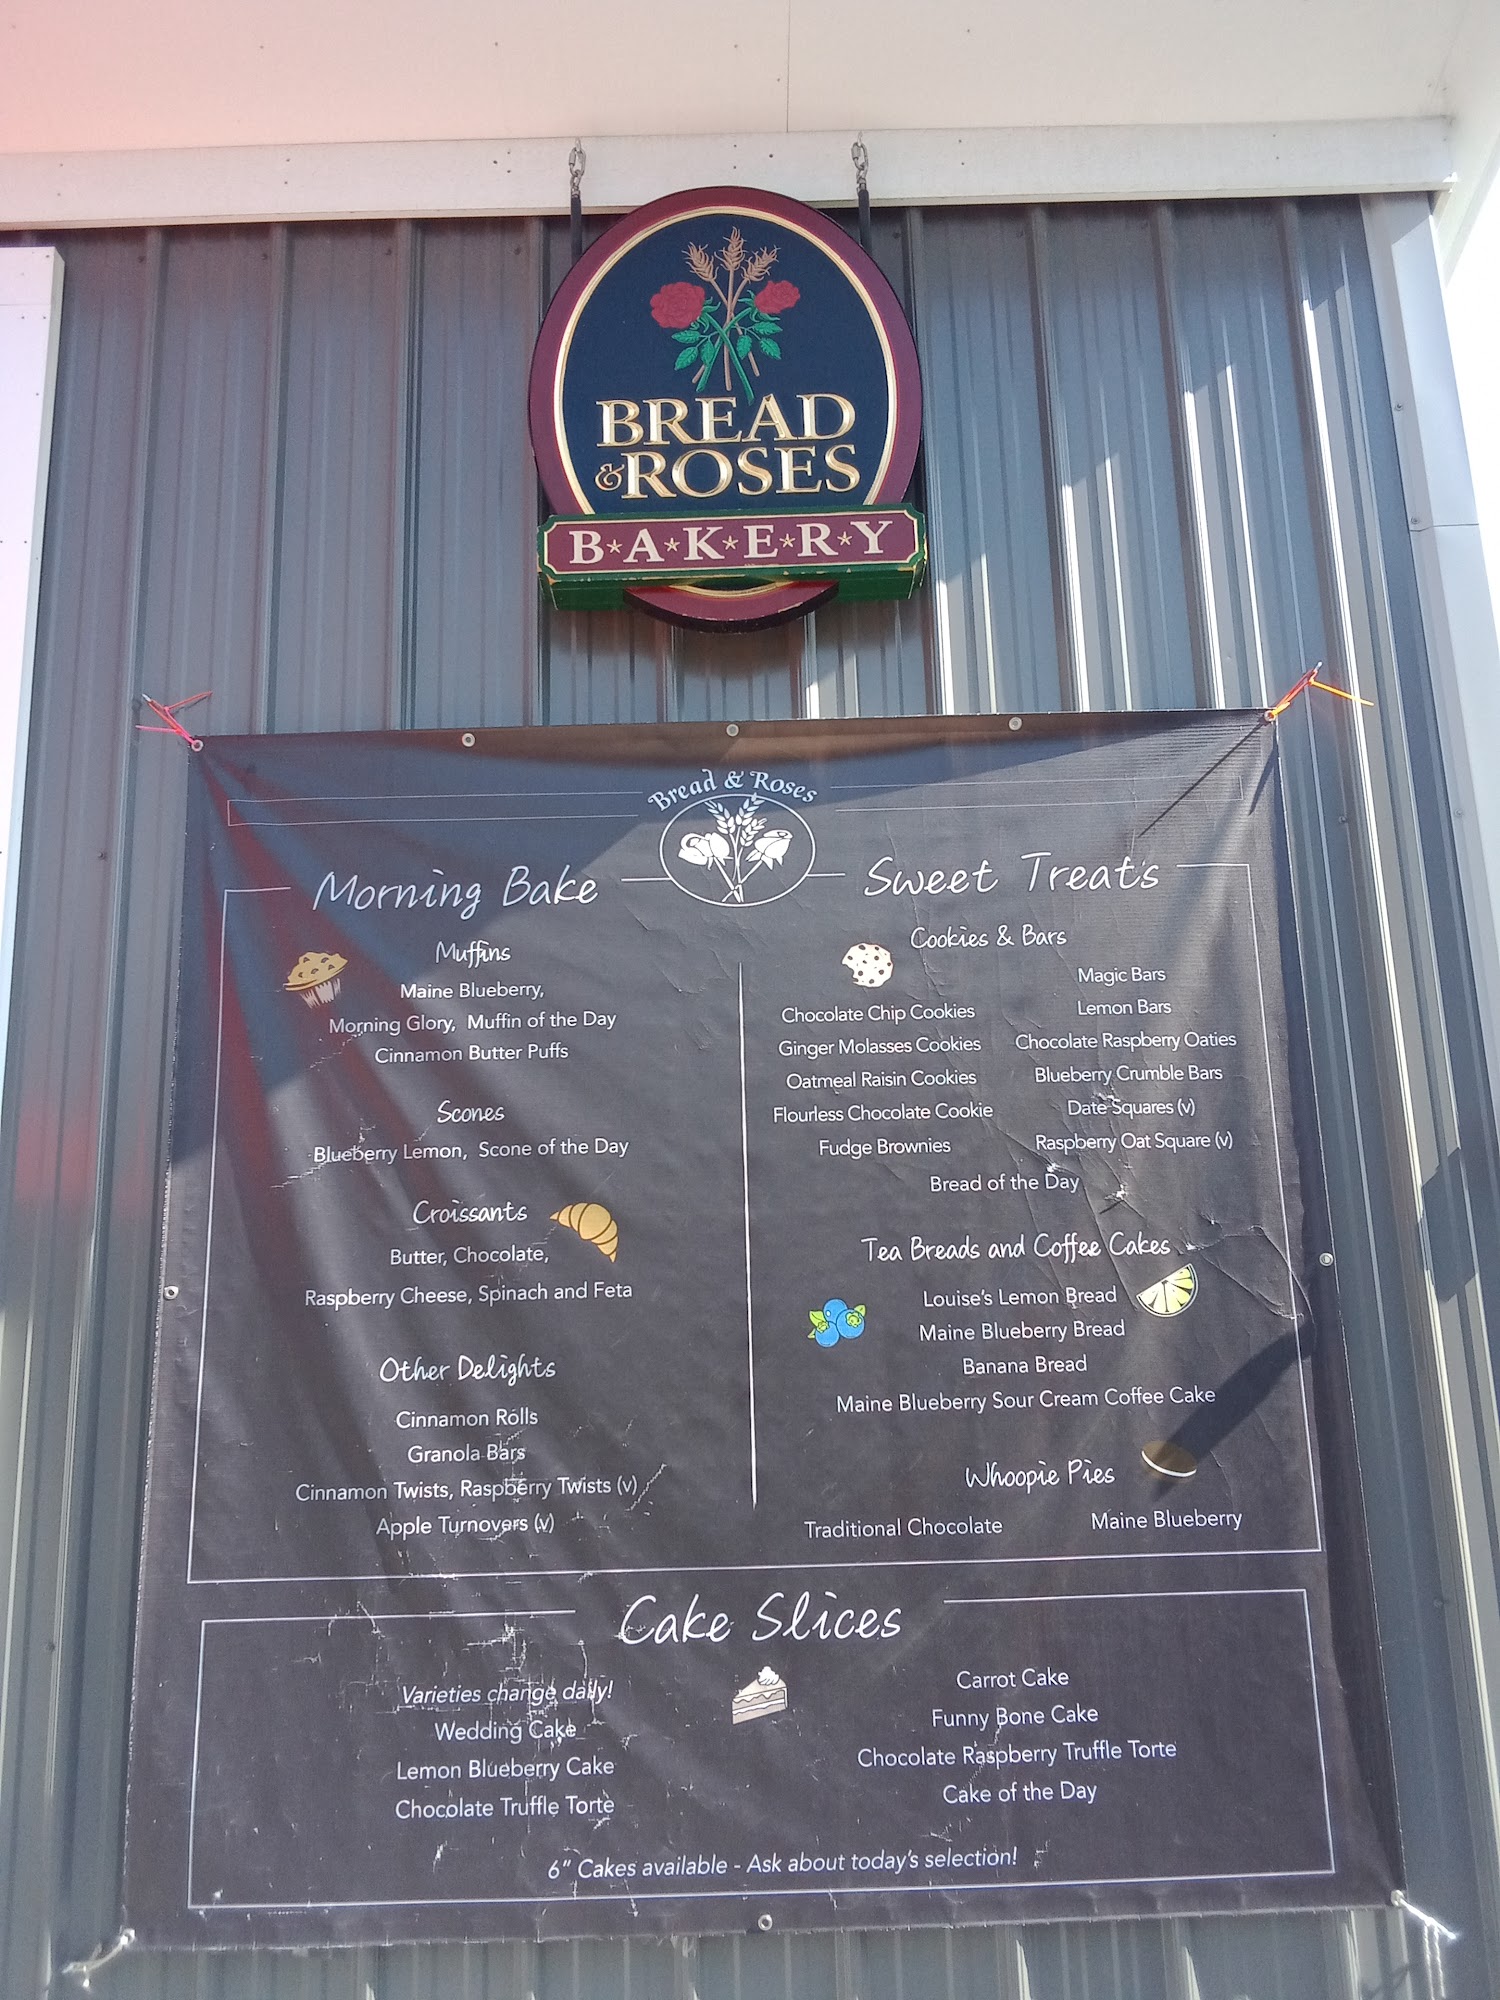 BREAD
& ROSES
B*A*K*E*R*Y
Bread & Roses
Morning Bake
Muffins
Maine Blueberry,
Morning Glory, Muffin of the Day
Cinnamon Butter Puffs
Scones
Blueberry Lemon, Scone of the Day
Croissants
Butter, Chocolate,
Raspberry Cheese, Spinach and Feta
Other Delights
Cinnamon Rolls
Granola Bars
Cinnamon Twists, Raspberry Twists (v)
Apple Turnovers (v)
Sweet Treats
Cookies & Bars
Chocolate Chip Cookies
Ginger Molasses Cookies
Oatmeal Raisin Cookies
Flourless Chocolate Cookie
Fudge Brownies
Magic Bars
Lemon Bars
Chocolate Raspberry Oaties
Blueberry Crumble Bars
Date Squares (v)
Raspberry Oat Square (v)
Bread of the Day
Tea Breads and Coffee Cakes
Louise's Lemon Bread
Maine Blueberry Bread
Banana Bread
Maine Blueberry Sour Cream Coffee Cake
Whoopie Pies
Traditional Chocolate
Maine Blueberry
Cake Slices
Varieties change daily!
Wedding Cake
Lemon Blueberry Cake
Chocolate Truffle Torte
Carrot Cake
Funny Bone Cake
Chocolate Raspberry Truffle Torte
Cake of the Day
6" Cakes available - Ask about today's selection!